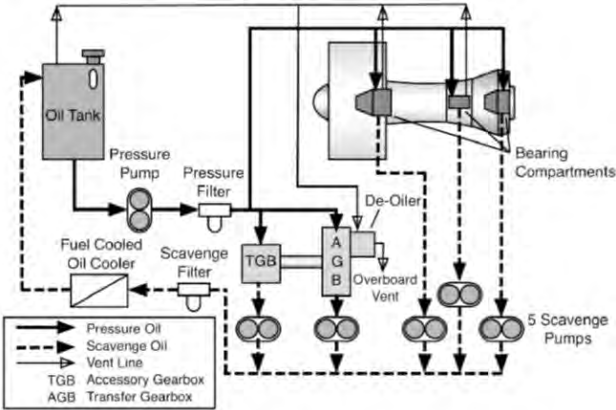 Oil Tank
Pressure
Pump
Pressure
Filter
Bearing
Compartments
De-Oiler
TGB
A
G
B
Overboard
Vent
Fuel Cooled
Oil Cooler
Scavenge
Filter
5 Scavenge
Pumps
Pressure Oil
Scavenge Oil
Vent Line
TGB Accessory Gearbox
AGB Transfer Gearbox